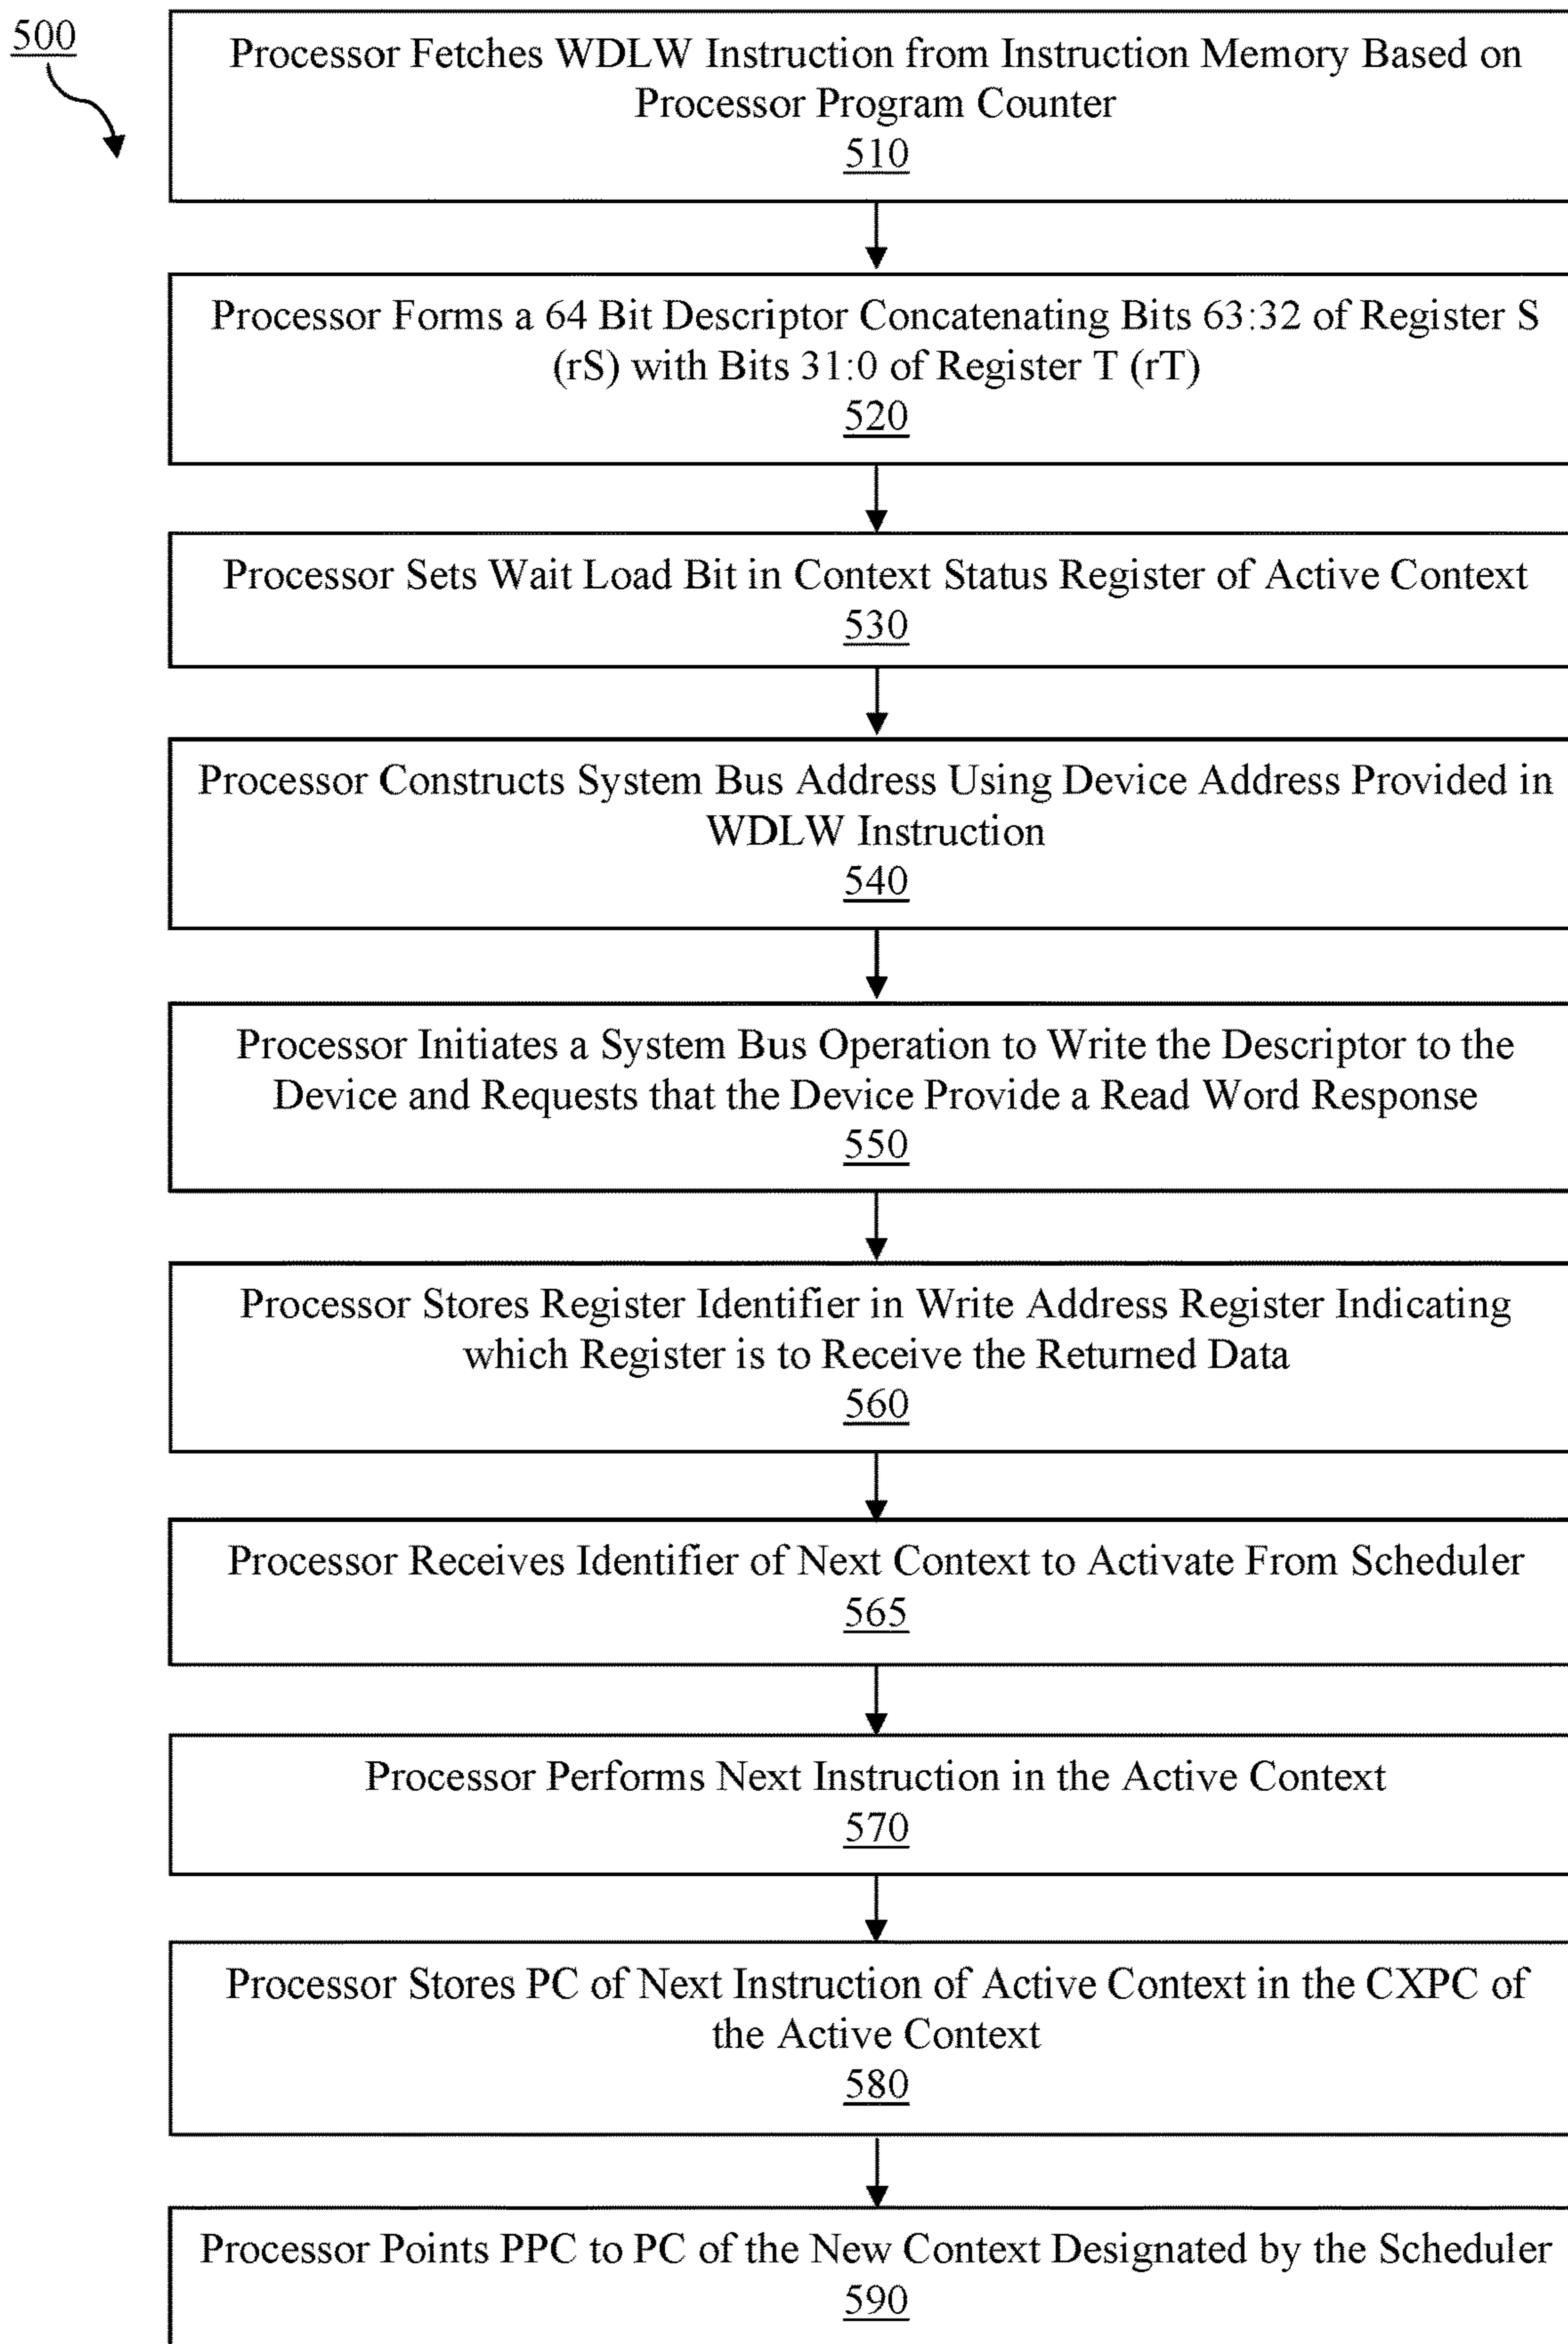 500
Processor Fetches WDLW Instruction from Instruction Memory Based on
Processor Program Counter
510
Processor Forms a 64 Bit Descriptor Concatenating Bits 63:32 of Register S
(rS) with Bits 31:0 of Register T (rT)
520
Processor Sets Wait Load Bit in Context Status Register of Active Context
530
Processor Constructs System Bus Address Using Device Address Provided in
WDLW Instruction
540
Processor Initiates a System Bus Operation to Write the Descriptor to the
Device and Requests that the Device Provide a Read Word Response
550
Processor Stores Register Identifier in Write Address Register Indicating
which Register is to Receive the Returned Data
560
Processor Receives Identifier of Next Context to Activate From Scheduler
565
Processor Performs Next Instruction in the Active Context
570
Processor Stores PC of Next Instruction of Active Context in the CXPC of
the Active Context
580
Processor Points PPC to PC of the New Context Designated by the Scheduler
590